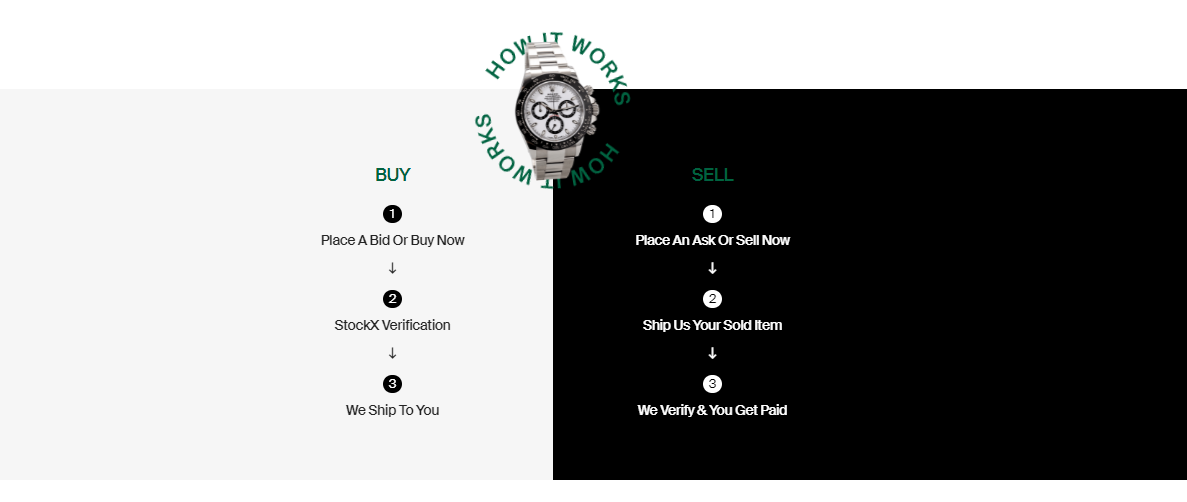 HOW IT WORKS
HOW IT WORKS
BUY
1
Place A Bid Or Buy Now
↓
2
StockX Verification
↓
3
We Ship To You
SELL
1
Place An Ask Or Sell Now
↓
2
Ship Us Your Sold Item
↓
3
We Verify & You Get Paid